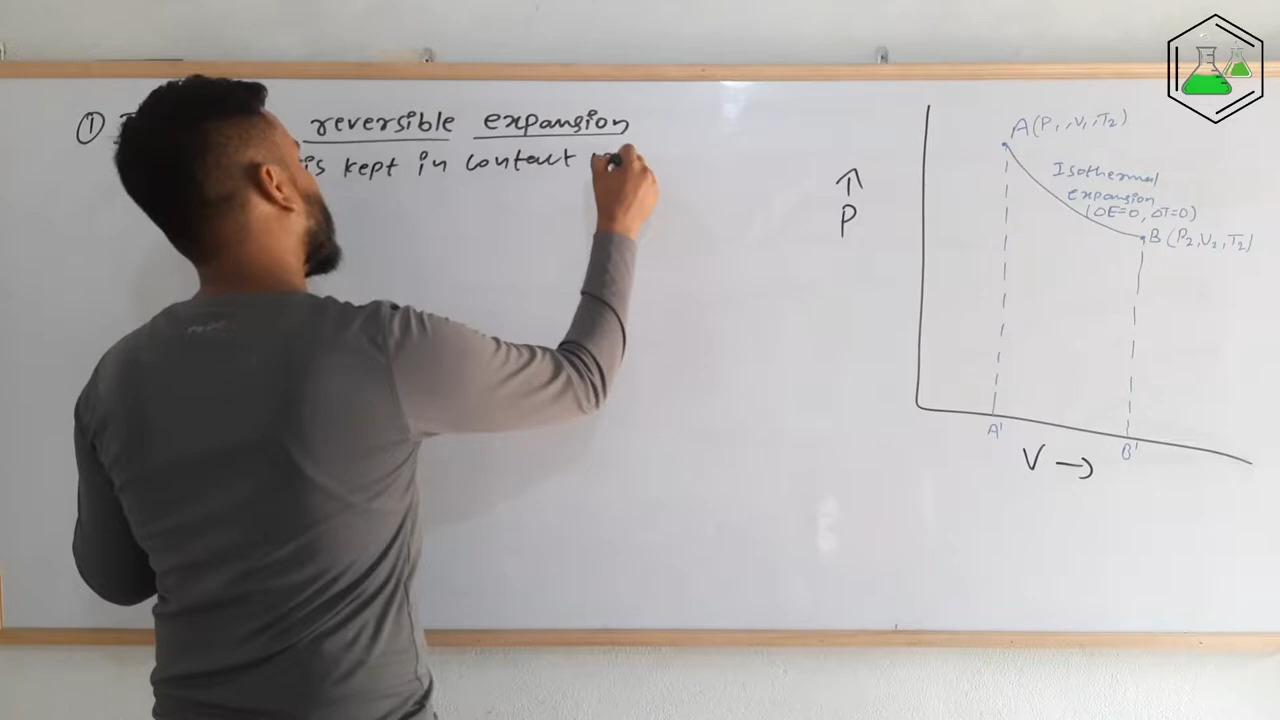 ① reversible expansion
is kept in contact
A (P₁, V₁, T₂)
Isothermal
expansion
(ΔE=0, ΔT=0)
B (P₂, V₂, T₂)
↑
P
A'
B'
V →